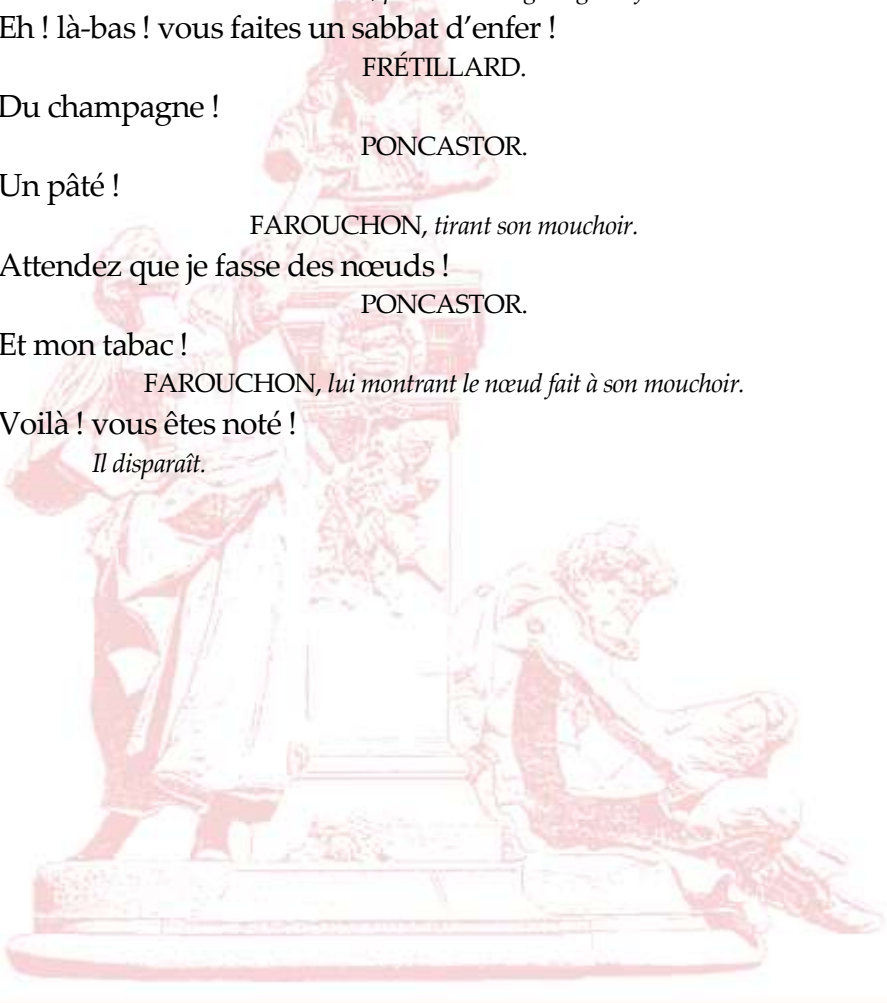 Eh ! là-bas ! vous faites un sabbat d’enfer !
FRÉTILLARD.
Du champagne !
PONCASTOR.
Un pâté !
FAROUCHON, tirant son mouchoir.
Attendez que je fasse des nœuds !
PONCASTOR.
Et mon tabac !
FAROUCHON, lui montrant le nœud fait à son mouchoir.
Voilà ! vous êtes noté !
Il disparaît.